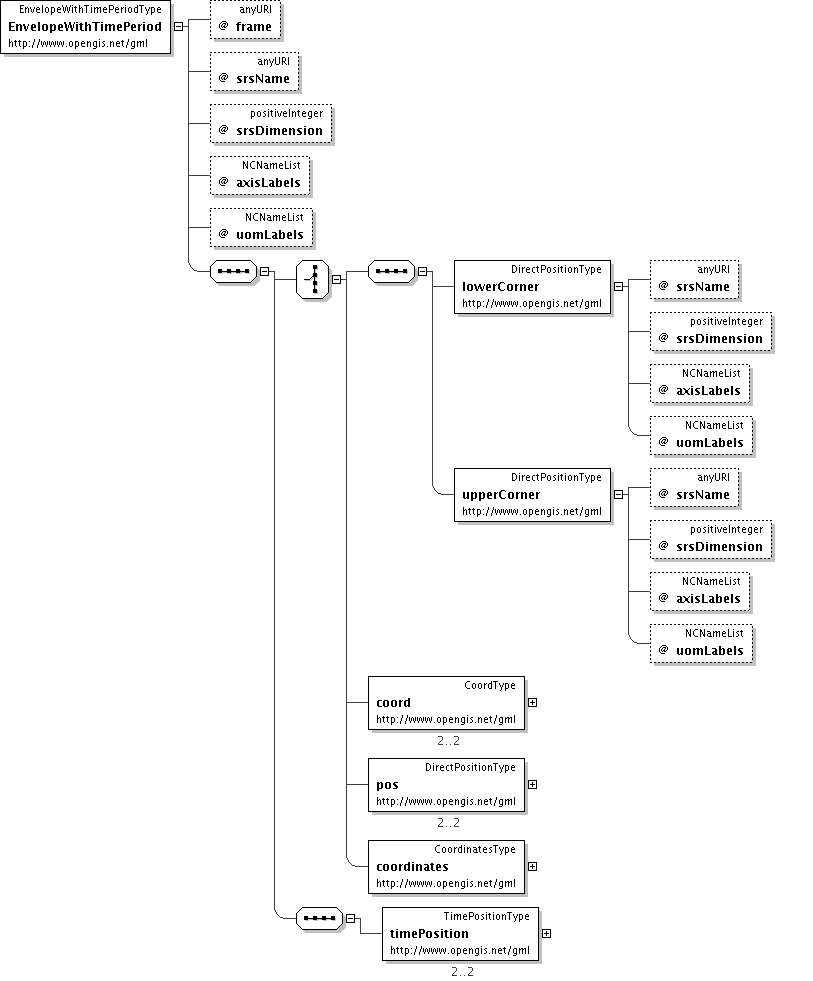 EnvelopeWithTimePeriodType
EnvelopeWithTimePeriod
http://www.opengis.net/gml
anyURI
@ frame
anyURI
@ srsName
positiveInteger
@ srsDimension
NCNameList
@ axisLabels
NCNameList
@ uomLabels
DirectPositionType
lowerCorner
http://www.opengis.net/gml
anyURI
@ srsName
positiveInteger
@ srsDimension
NCNameList
@ axisLabels
NCNameList
@ uomLabels
DirectPositionType
upperCorner
http://www.opengis.net/gml
anyURI
@ srsName
positiveInteger
@ srsDimension
NCNameList
@ axisLabels
NCNameList
@ uomLabels
CoordType
coord
http://www.opengis.net/gml
2..2
DirectPositionType
pos
http://www.opengis.net/gml
2..2
CoordinatesType
coordinates
http://www.opengis.net/gml
TimePositionType
timePosition
http://www.opengis.net/gml
2..2